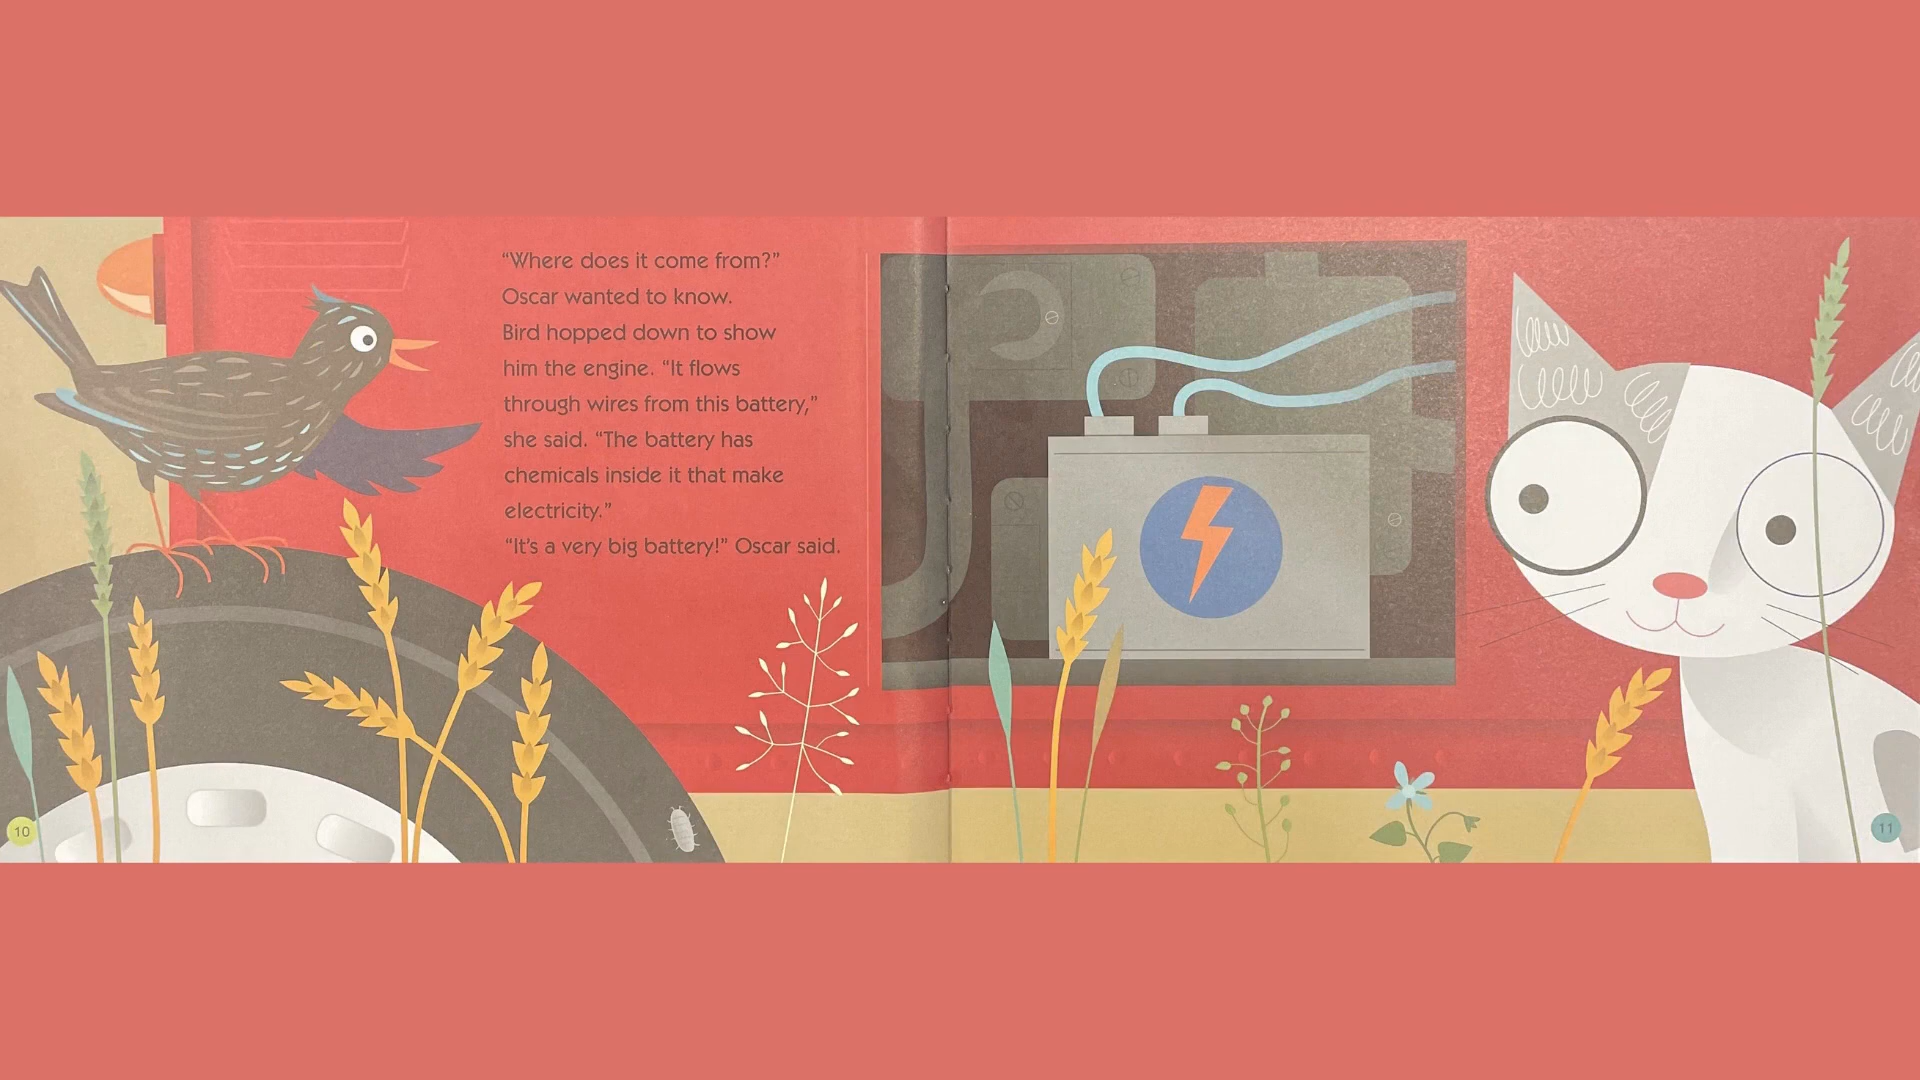 “Where does it come from?”
Oscar wanted to know.
Bird hopped down to show
him the engine. “It flows
through wires from this battery,”
she said. “The battery has
chemicals inside it that make
electricity.”
“It’s a very big battery!” Oscar said.
10
11